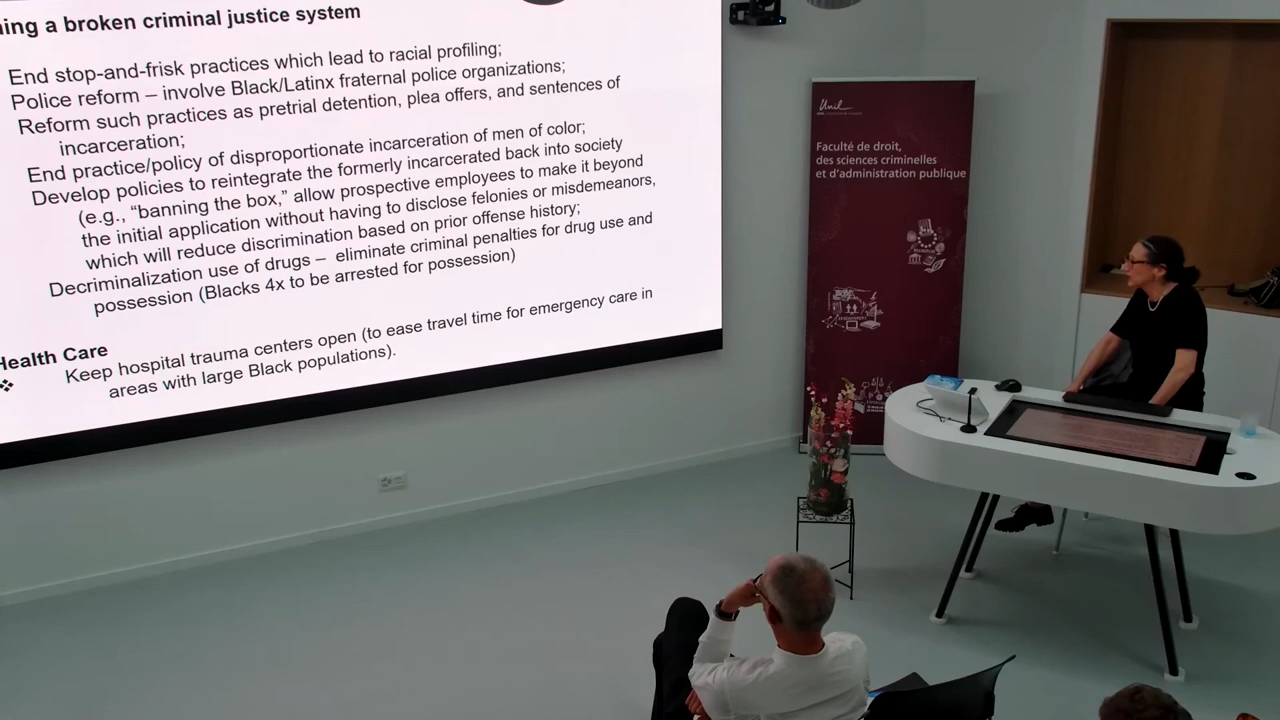 ing a broken criminal justice system
End stop-and-frisk practices which lead to racial profiling;
Police reform – involve Black/Latinx fraternal police organizations;
Reform such practices as pretrial detention, plea offers, and sentences of
incarceration;
End practice/policy of disproportionate incarceration of men of color;
Develop policies to reintegrate the formerly incarcerated back into society
(e.g., “banning the box,” allow prospective employees to make it beyond
the initial application without having to disclose felonies or misdemeanors,
which will reduce discrimination based on prior offense history;
Decriminalization use of drugs – eliminate criminal penalties for drug use and
possession (Blacks 4x to be arrested for possession)
Health Care
Keep hospital trauma centers open (to ease travel time for emergency care in
areas with large Black populations).
Unil
Faculté de droit,
des sciences criminelles
et d’administration publique